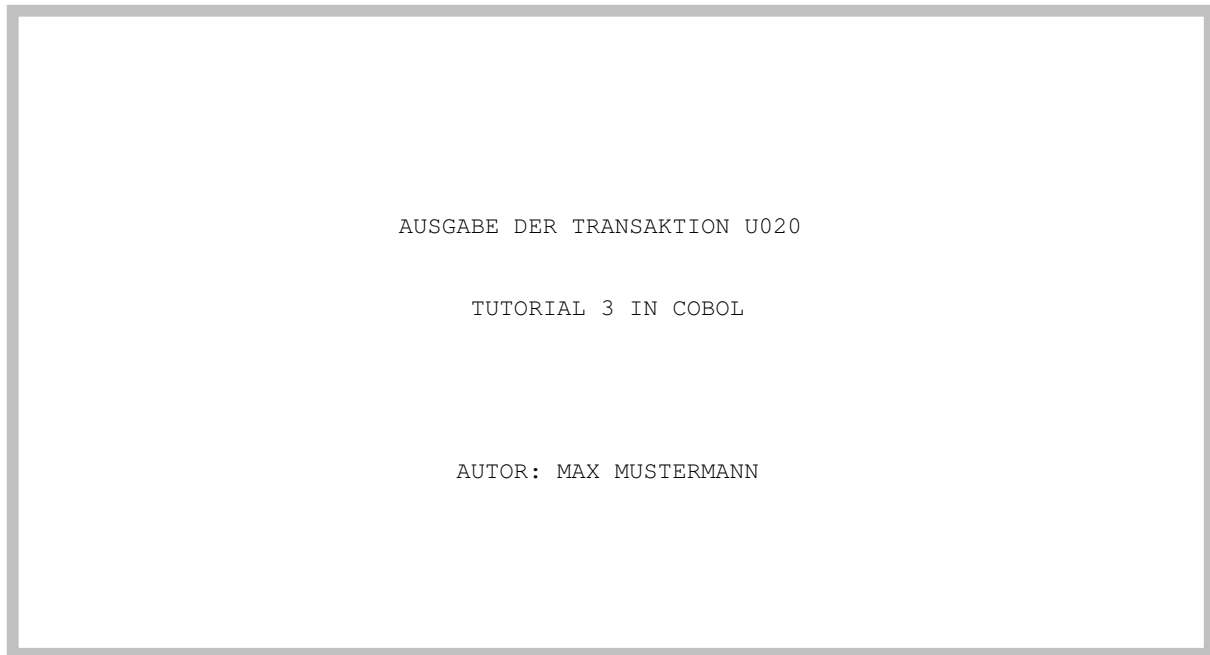 AUSGABE DER TRANSAKTION U020
TUTORIAL 3 IN COBOL
AUTOR: MAX MUSTERMANN